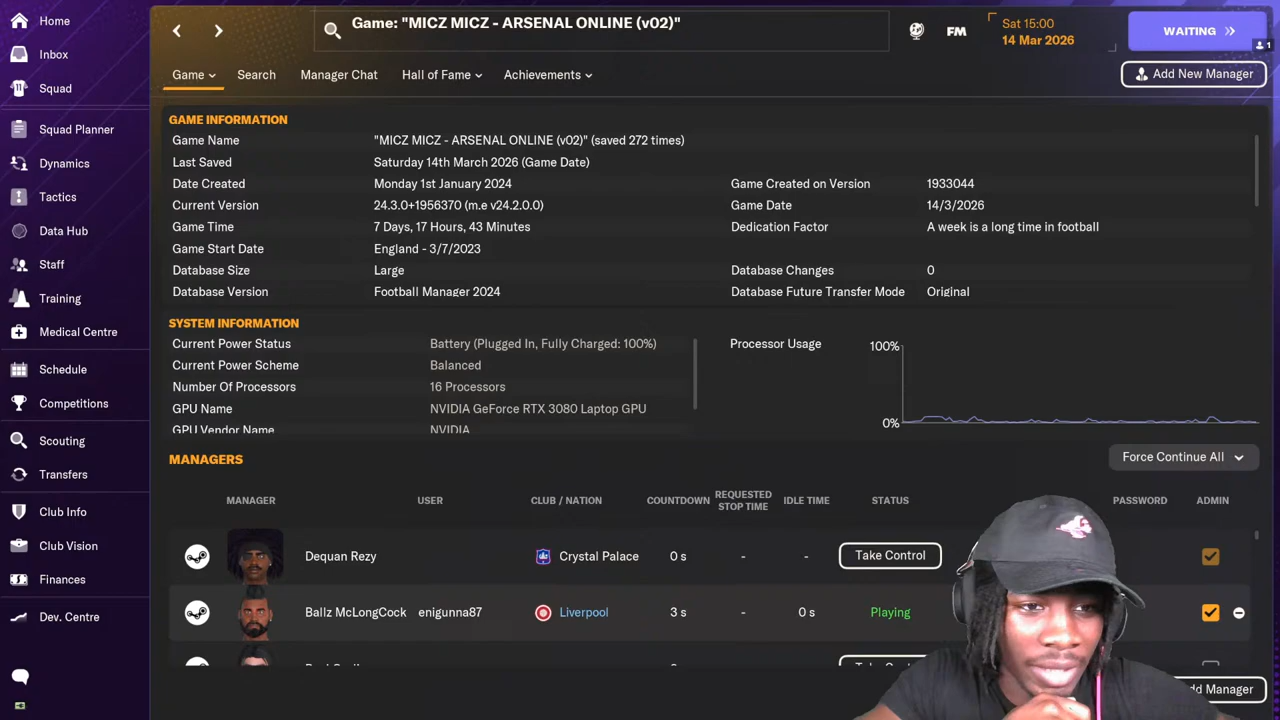 Home
Inbox
Squad
Squad Planner
Dynamics
Tactics
Data Hub
Staff
Training
Medical Centre
Schedule
Competitions
Scouting
Transfers
Club Info
Club Vision
Finances
Dev. Centre
Game: "MICZ MICZ - ARSENAL ONLINE (v02)"
FM
Sat 15:00
14 Mar 2026
WAITING
1
Game
Search
Manager Chat
Hall of Fame
Achievements
Add New Manager
GAME INFORMATION
Game Name "MICZ MICZ - ARSENAL ONLINE (v02)" (saved 272 times)
Last Saved Saturday 14th March 2026 (Game Date)
Date Created Monday 1st January 2024 Game Created on Version 1933044
Current Version 24.3.0+1956370 (m.e v24.2.0.0) Game Date 14/3/2026
Game Time 7 Days, 17 Hours, 43 Minutes Dedication Factor A week is a long time in football
Game Start Date England - 3/7/2023
Database Size Large Database Changes 0
Database Version Football Manager 2024 Database Future Transfer Mode Original
SYSTEM INFORMATION
Current Power Status Battery (Plugged In, Fully Charged: 100%) Processor Usage 100%
Current Power Scheme Balanced
Number Of Processors 16 Processors
GPU Name NVIDIA GeForce RTX 3080 Laptop GPU
0%
GPU Vendor Name NVIDIA
MANAGERS
Force Continue All
MANAGER USER CLUB / NATION COUNTDOWN REQUESTED STOP TIME IDLE TIME STATUS PASSWORD ADMIN
Dequan Rezy Crystal Palace 0 s - - Take Control
Ballz McLongCock enigunna87 Liverpool 3 s - 0 s Playing
Manager